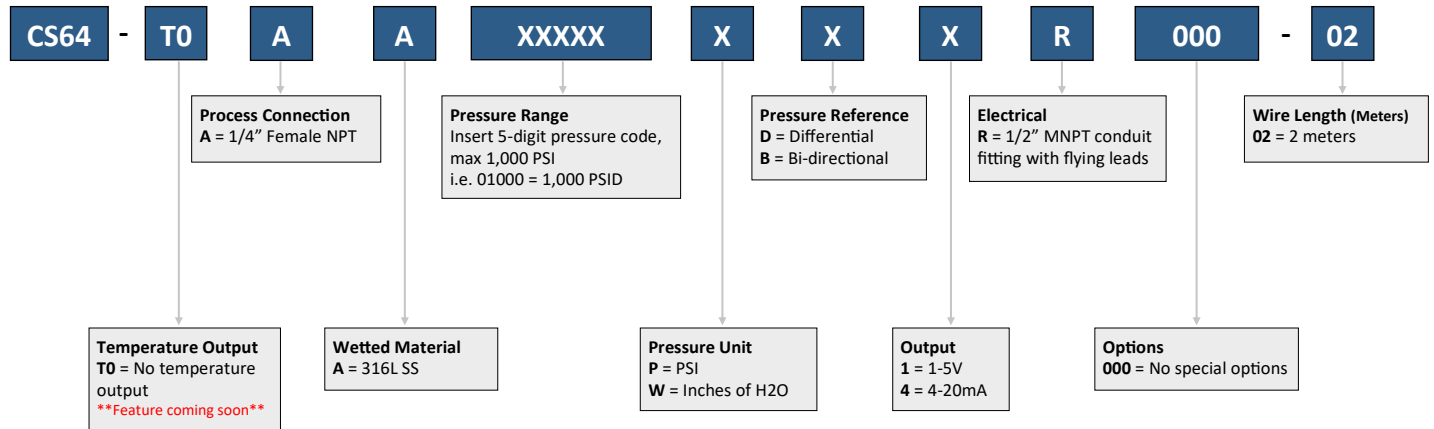 CS64 - T0 A A XXXXX X X X R 000 - 02
Process Connection
A = 1/4” Female NPT
Pressure Range
Insert 5-digit pressure code,
max 1,000 PSI
i.e. 01000 = 1,000 PSID
Pressure Reference
D = Differential
B = Bi-directional
Electrical
R = 1/2” MNPT conduit
fitting with flying leads
Wire Length (Meters)
02 = 2 meters
Temperature Output
T0 = No temperature
output
**Feature coming soon**
Wetted Material
A = 316L SS
Pressure Unit
P = PSI
W = Inches of H2O
Output
1 = 1-5V
4 = 4-20mA
Options
000 = No special options